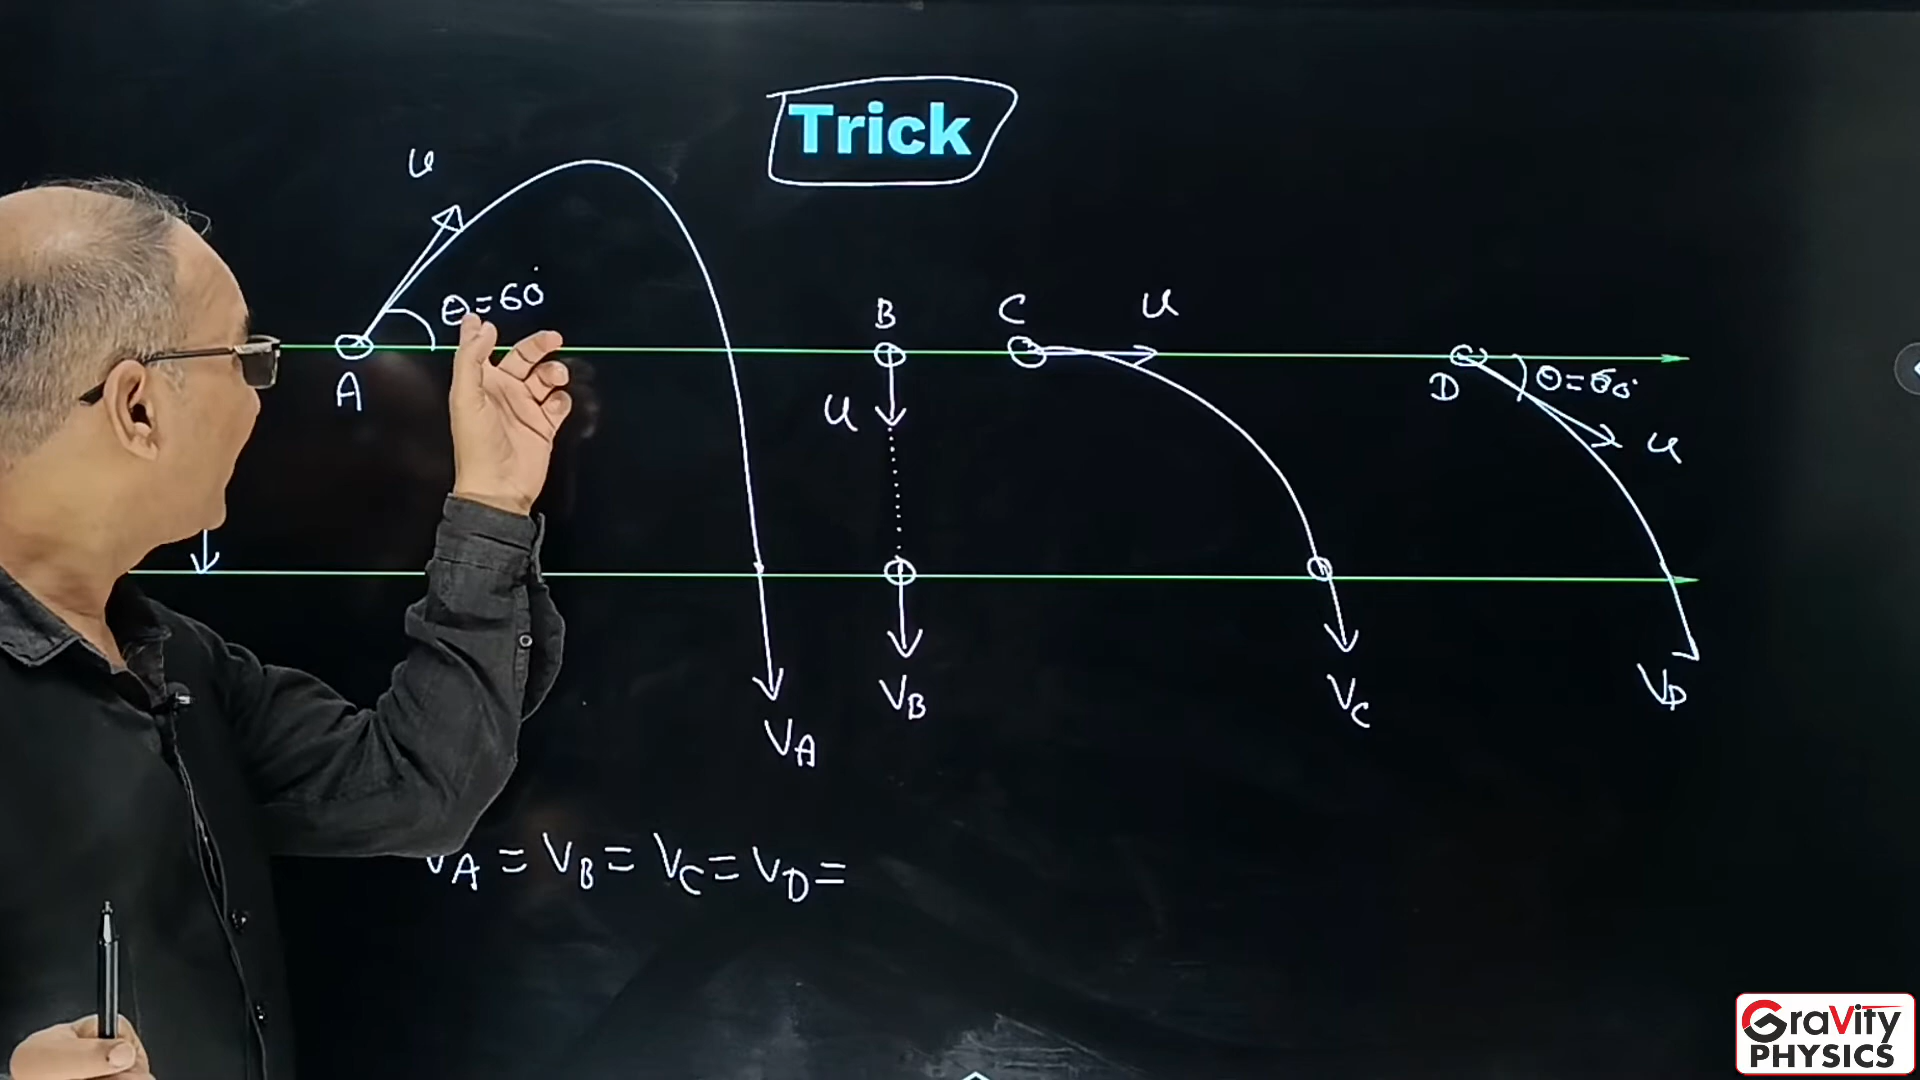 Trick
u
θ=60°
A
B
C
u
u
D
θ=60°
u
VA
VB
VC
VD
VA = VB = VC = VD =
GraVity
PHYSICS